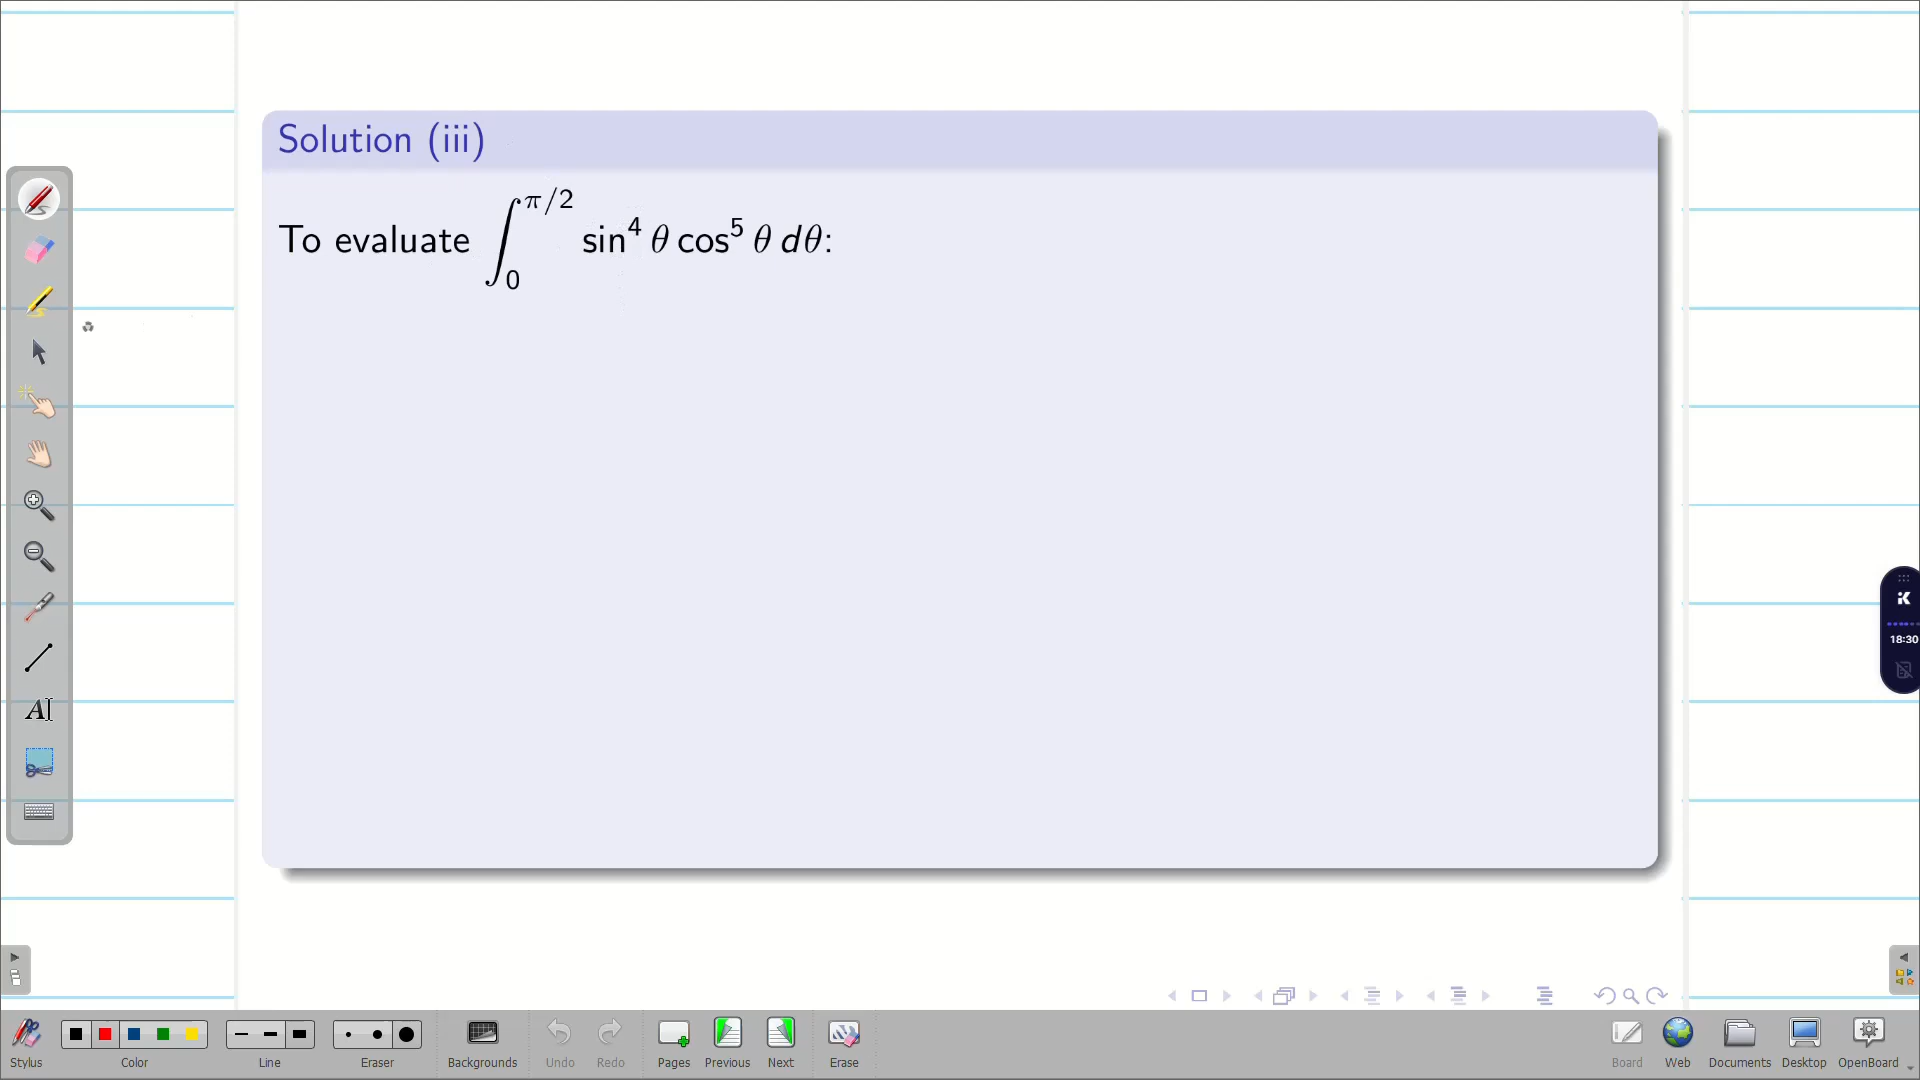 Solution (iii)
To evaluate ∫₀^{π/2} sin⁴ θ cos⁵ θ dθ:
18:30
Stylus Color Line Eraser Backgrounds Undo Redo Pages Previous Next Erase Board Web Documents Desktop OpenBoard